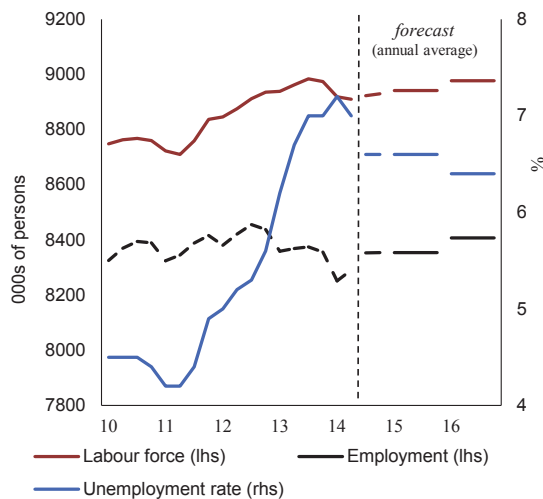 9200
9000
8800
8600
8400
8200
8000
7800
000s of persons
forecast
(annual average)
8
7
6
5
4
%
10 11 12 13 14 15 16
Labour force (lhs) Employment (lhs)
Unemployment rate (rhs)